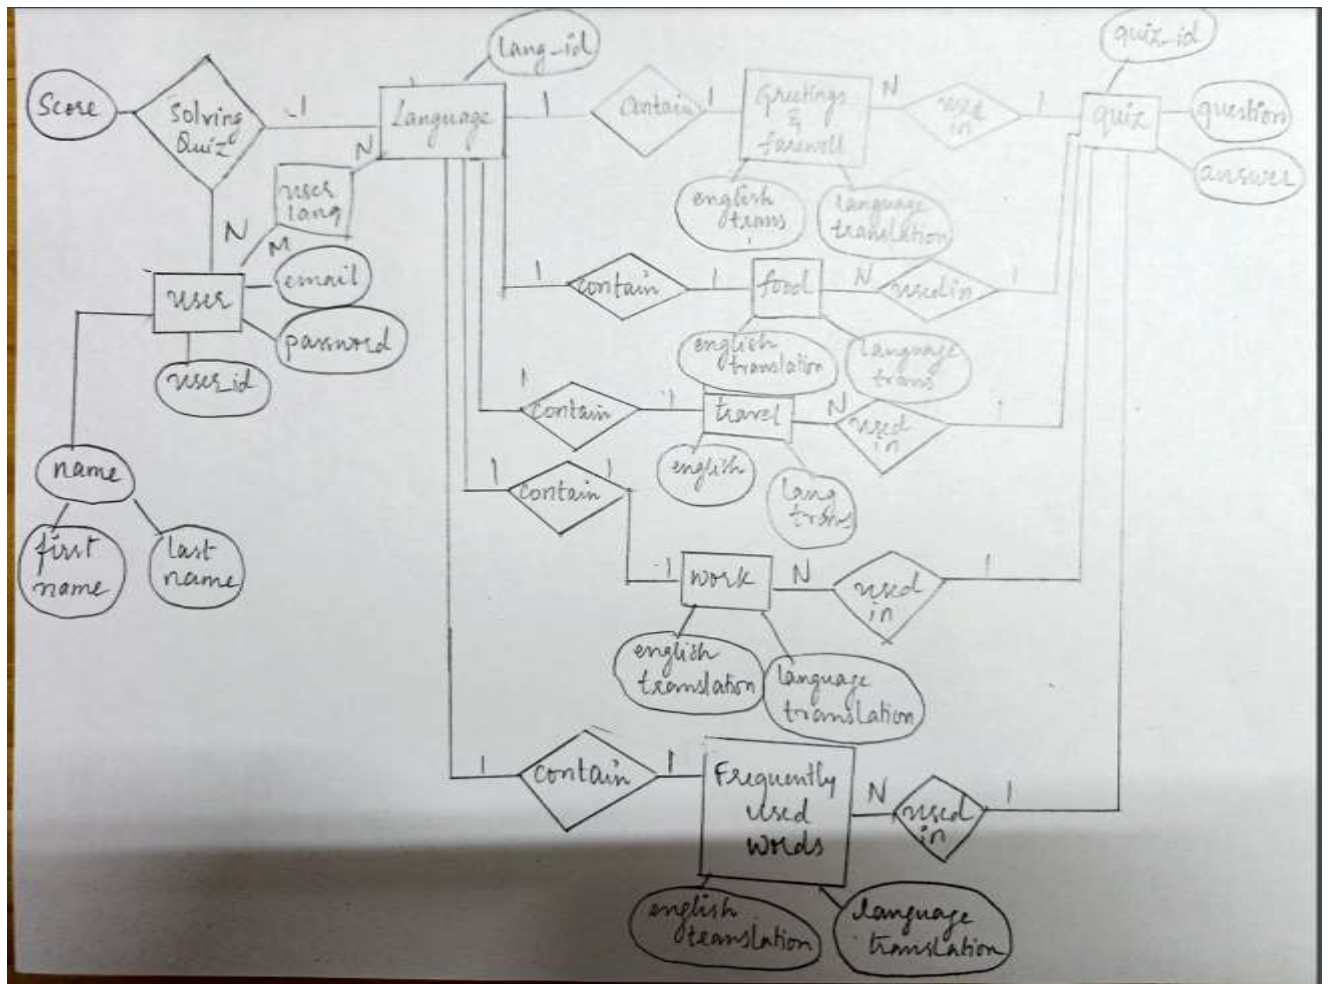 lang_id
quiz_id
Score
Solving
Quiz
1
Language
1
Contain
1
Greetings
&
farewell
N
used
in
1
quiz
question
answer
N
user
lang
english
trans
language
translation
N
M
email
user
password
user_id
1
contain
1
food
N
used in
1
english
translation
language
trans
1
contain
1
travel
N
used
in
1
english
lang
trans
name
first
name
last
name
1
contain
1
1
work
N
used
in
1
english
translation
language
translation
1
contain
1
Frequently
used
words
N
used
in
1
english
translation
language
translation